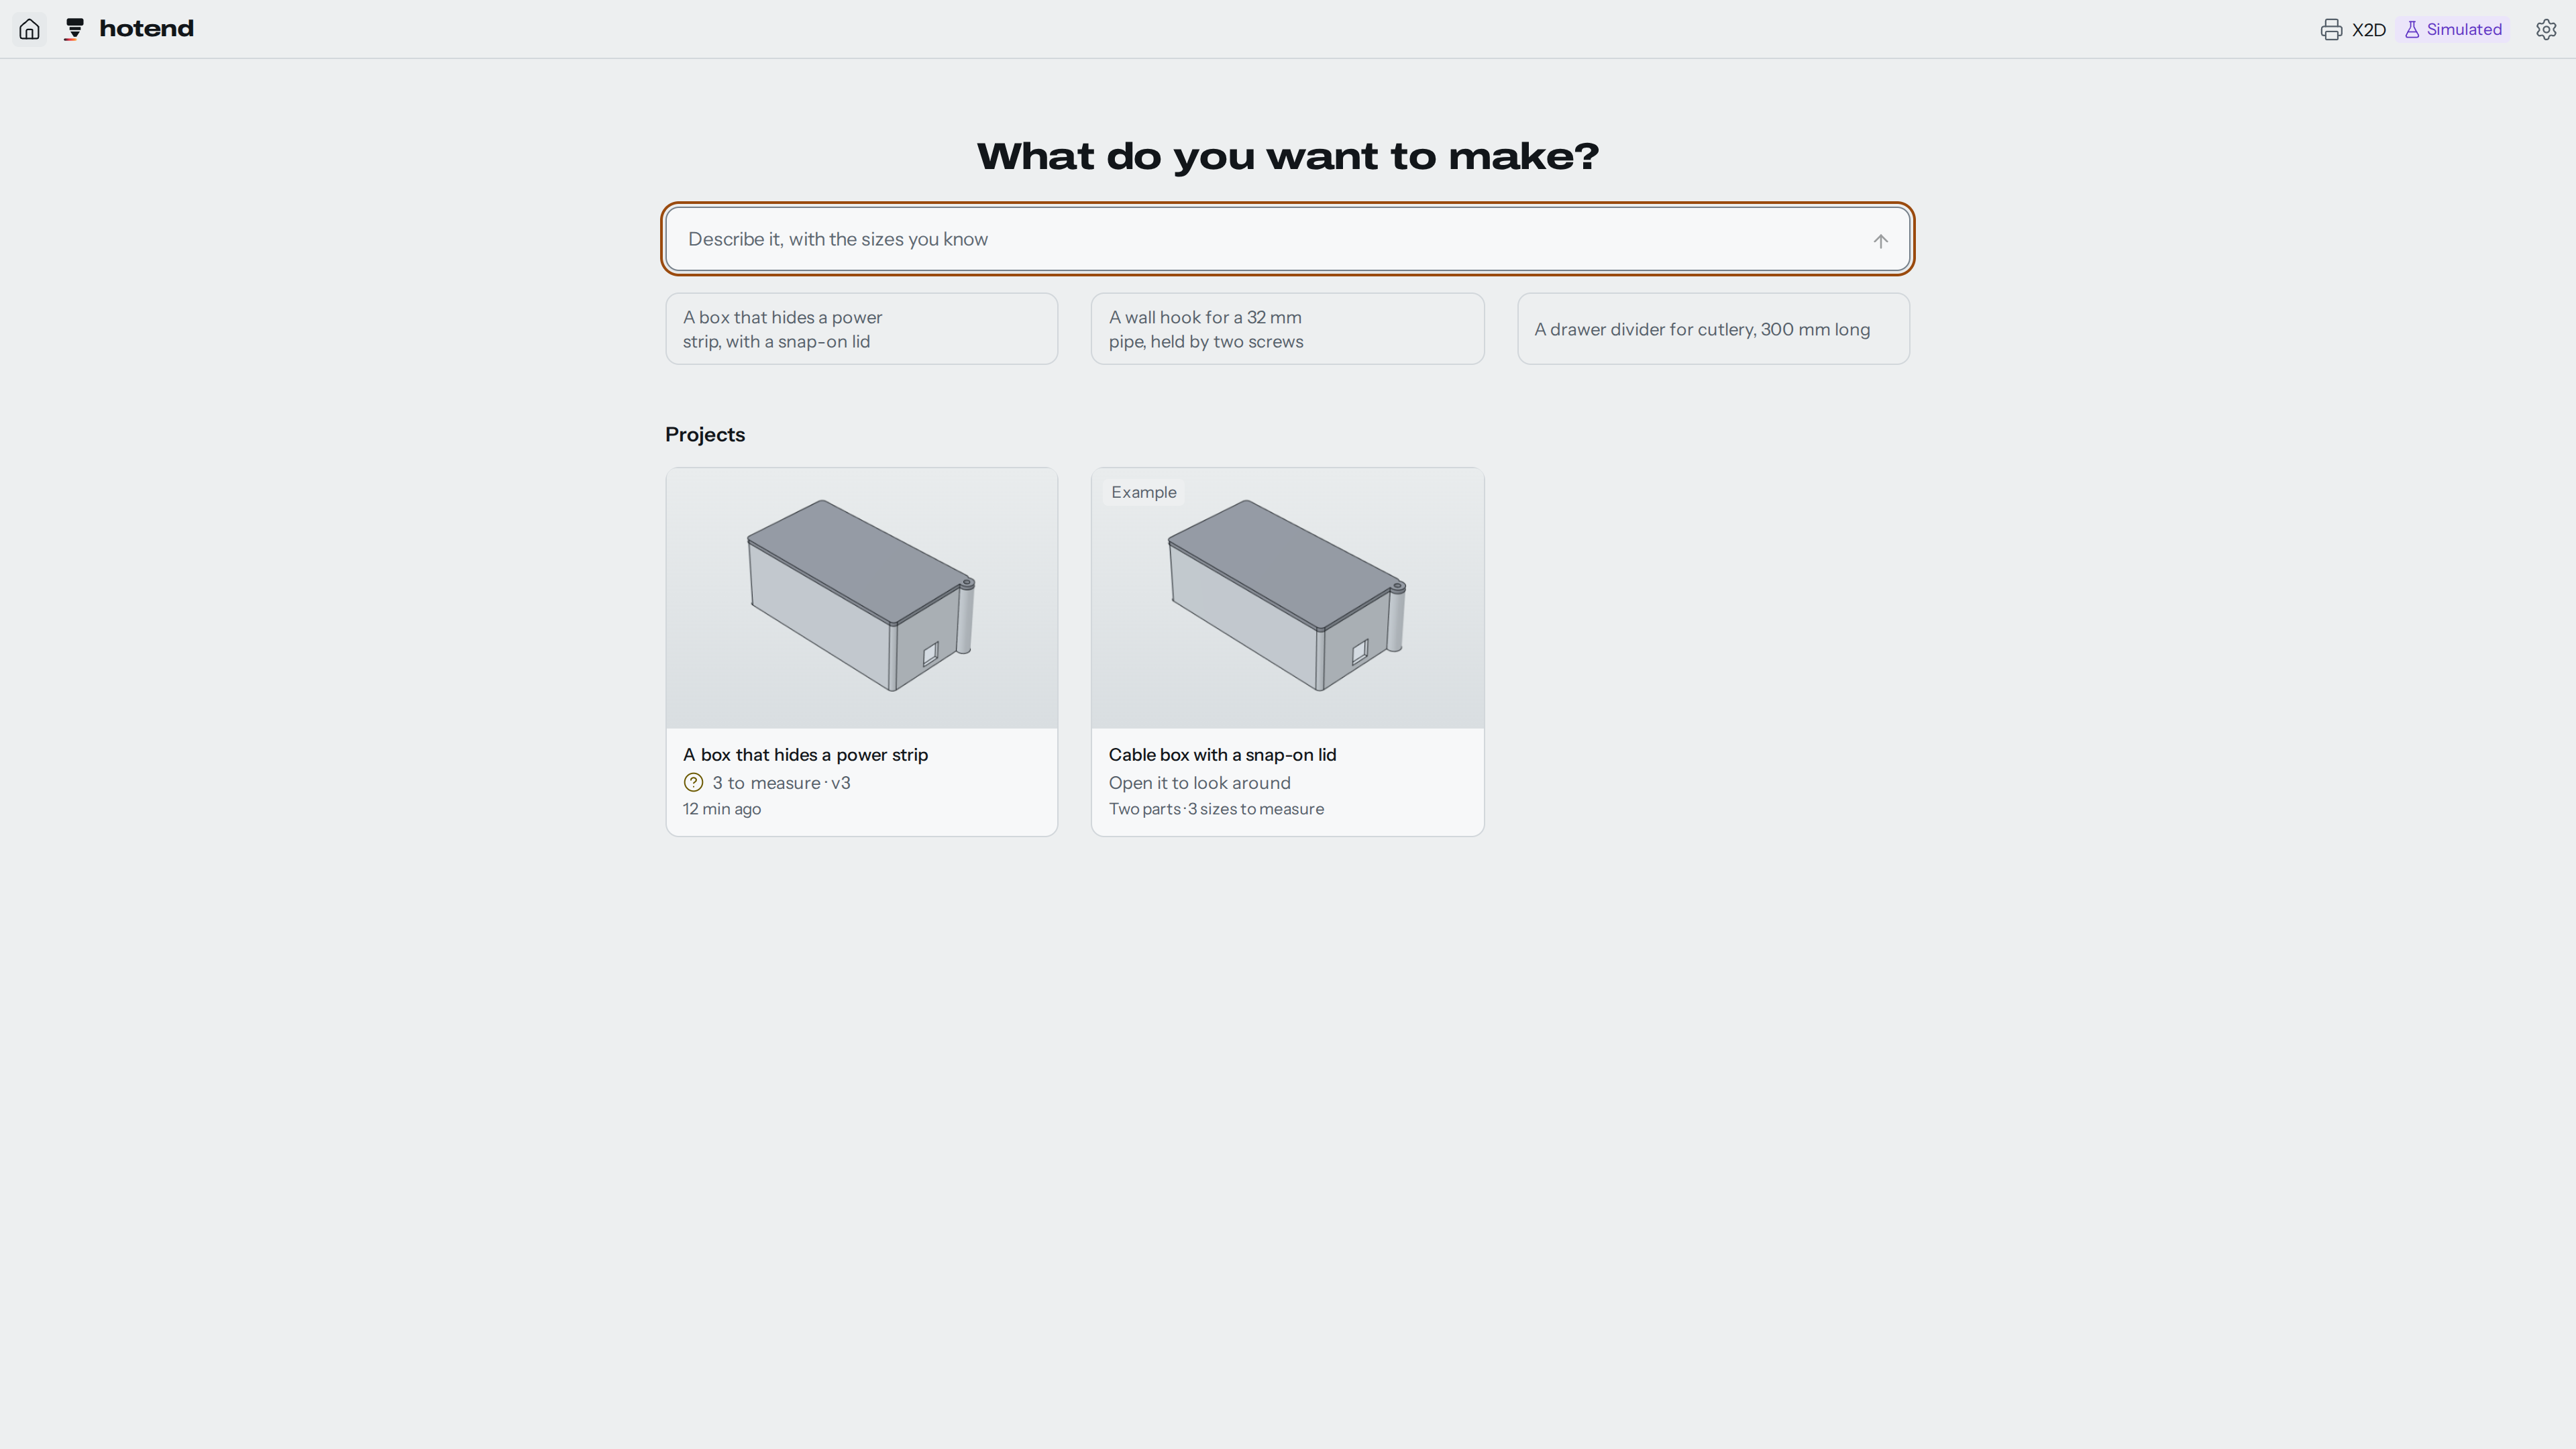 hotend
X2D
Simulated
What do you want to make?
Describe it, with the sizes you know
A box that hides a power
strip, with a snap-on lid
A wall hook for a 32 mm
pipe, held by two screws
A drawer divider for cutlery, 300 mm long
Projects
A box that hides a power strip
3 to measure · v3
12 min ago
Example
Cable box with a snap-on lid
Open it to look around
Two parts · 3 sizes to measure